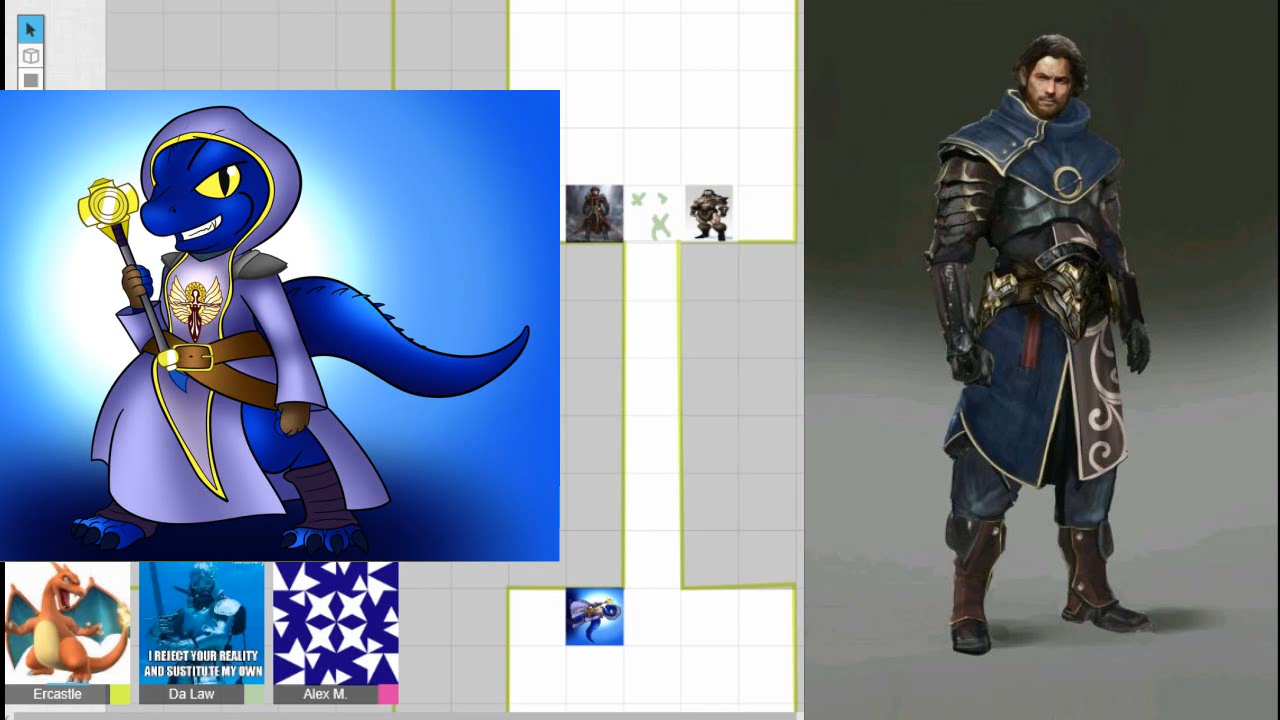 I REJECT YOUR REALITY
AND SUSTITUTE MY OWN
Ercastle
Da Law
Alex M.